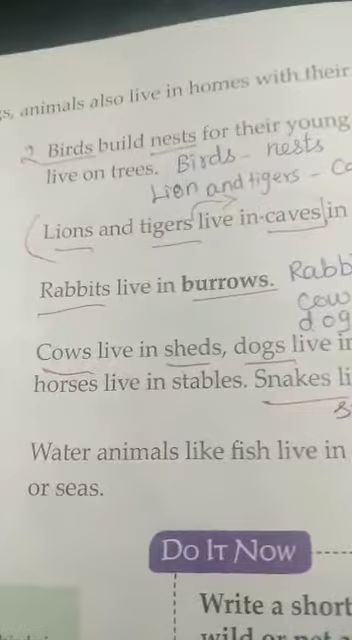 animals also live in homes with their
2 Birds build nests for their young
live on trees. Birds - nests
Lion and tigers -
Lions and tigers live in caves in
Rabbits live in burrows.
cow
dog
Cows live in sheds, dogs live in
horses live in stables. Snakes
Water animals like fish live in
or seas.
Do It Now
Write a short
wild or not